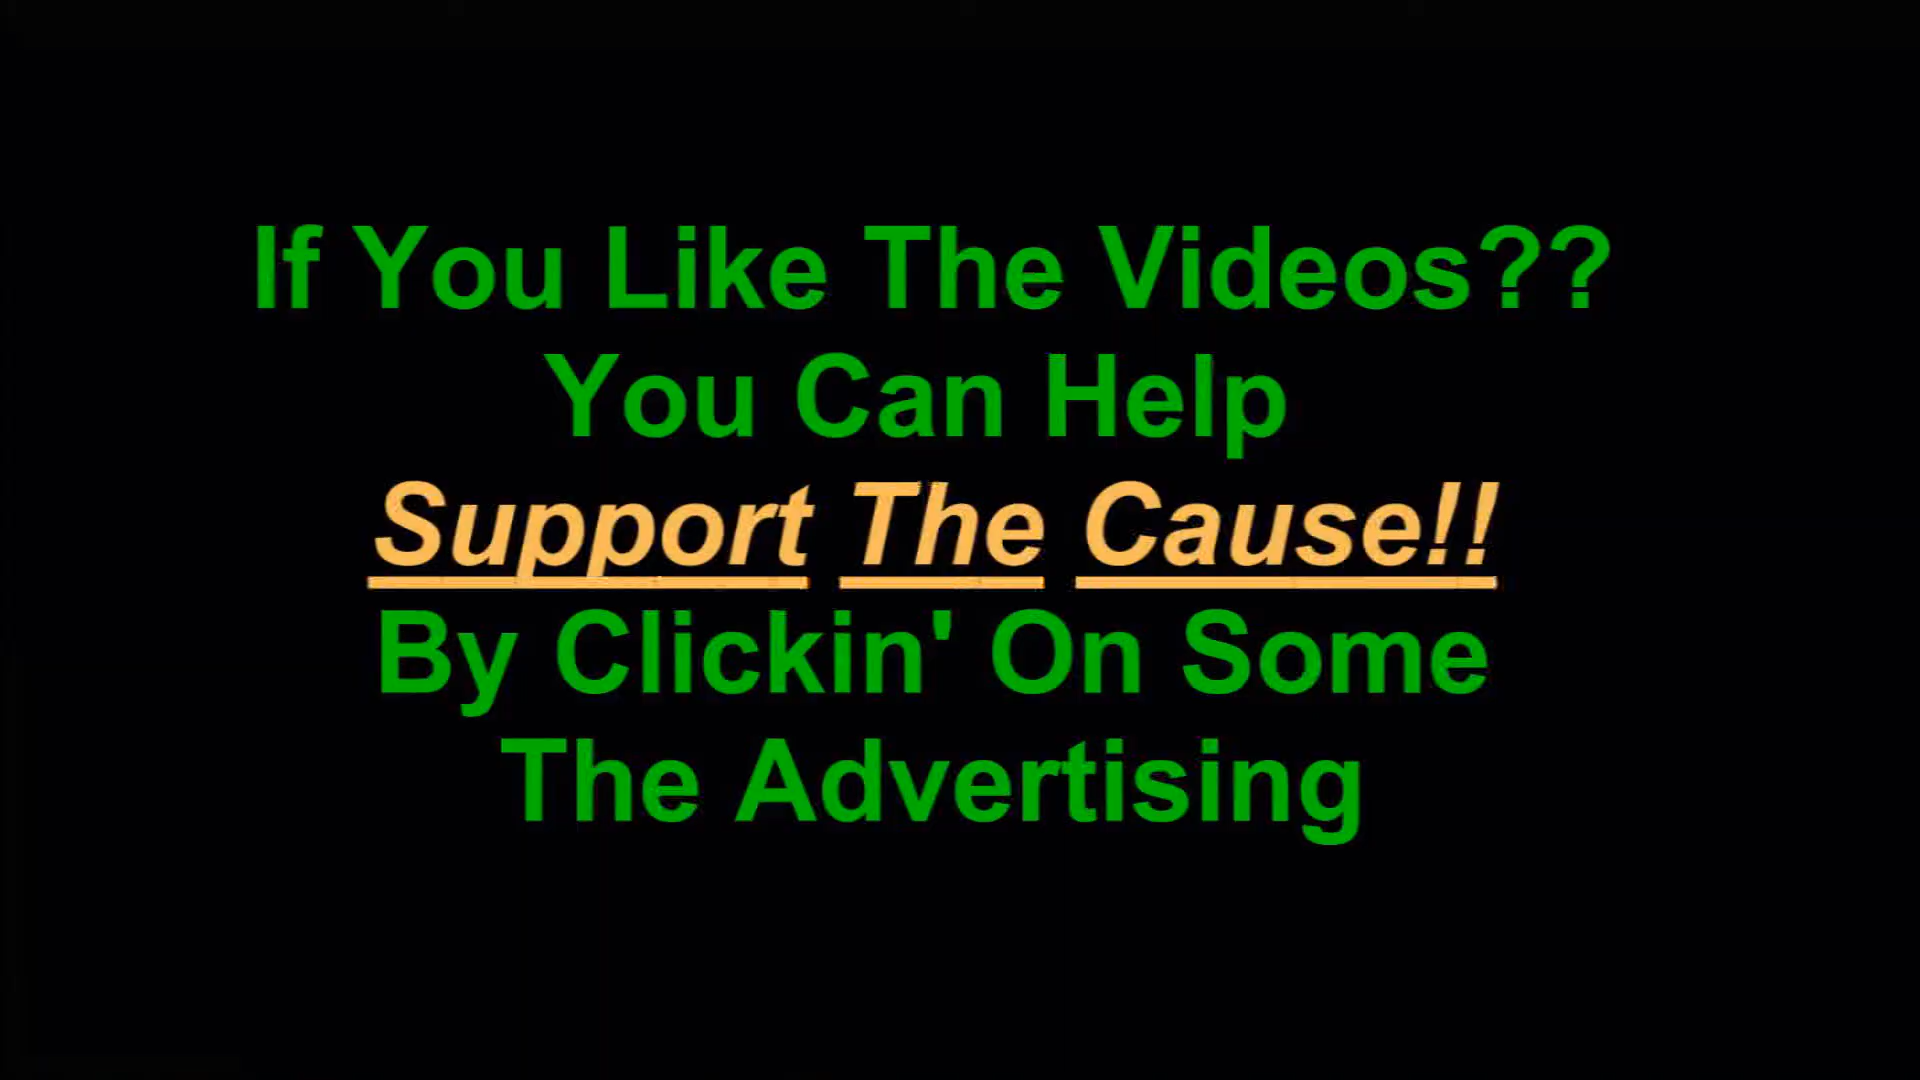 If You Like The Videos??
You Can Help
Support The Cause!!
By Clickin' On Some
The Advertising